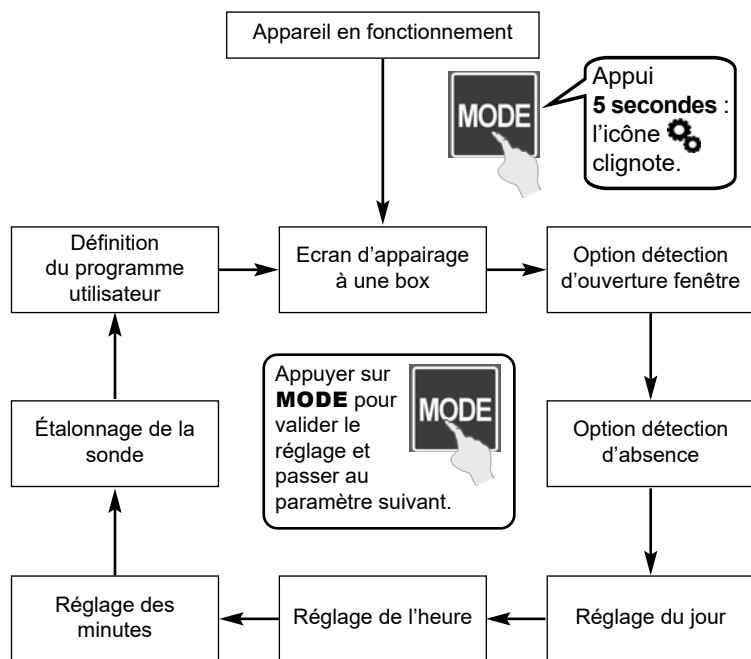 Appareil en fonctionnement
MODE
Appui
5 secondes :
l’icône
clignote.
Définition
du programme
utilisateur
Ecran d’appairage
à une box
Option détection
d’ouverture fenêtre
Étalonnage de la
sonde
Appuyer sur
MODE pour
valider le
réglage et
passer au
paramètre suivant.
MODE
Option détection
d’absence
Réglage des
minutes
Réglage de l’heure
Réglage du jour